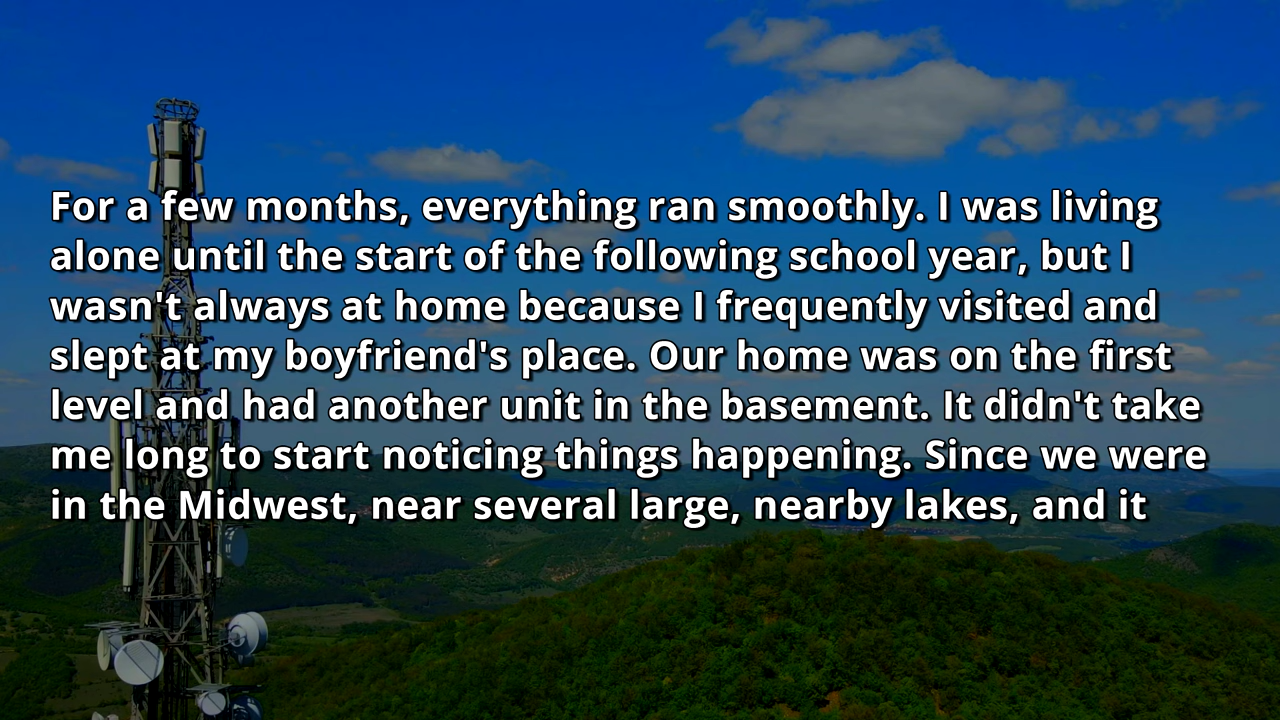 For a few months, everything ran smoothly. I was living
alone until the start of the following school year, but I
wasn't always at home because I frequently visited and
slept at my boyfriend's place. Our home was on the first
level and had another unit in the basement. It didn't take
me long to start noticing things happening. Since we were
in the Midwest, near several large, nearby lakes, and it